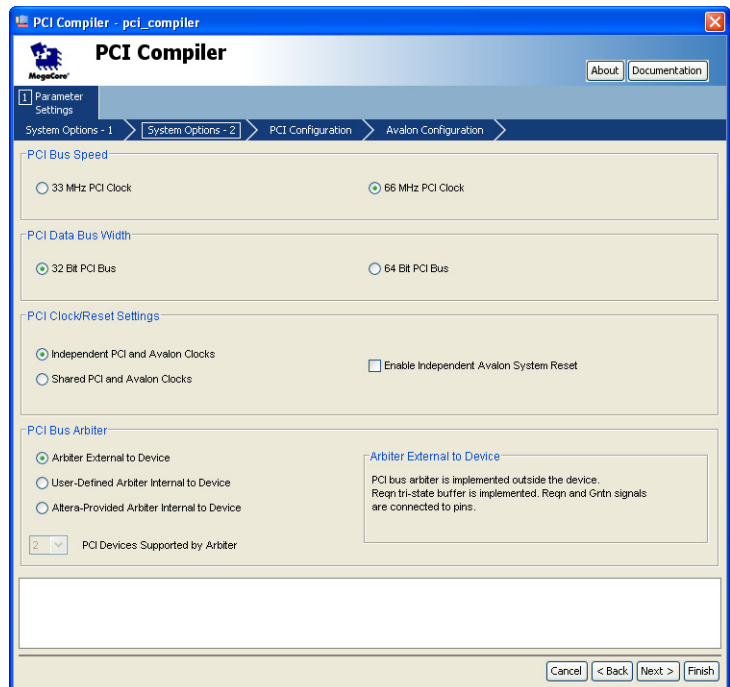 PCI Compiler - pci_compiler
PCI Compiler
MegaCore®
About
Documentation
1 Parameter
Settings
System Options - 1
System Options - 2
PCI Configuration
Avalon Configuration
PCI Bus Speed
33 MHz PCI Clock
66 MHz PCI Clock
PCI Data Bus Width
32 Bit PCI Bus
64 Bit PCI Bus
PCI Clock/Reset Settings
Independent PCI and Avalon Clocks
Enable Independent Avalon System Reset
Shared PCI and Avalon Clocks
PCI Bus Arbiter
Arbiter External to Device
User-Defined Arbiter Internal to Device
Altera-Provided Arbiter Internal to Device
2 PCI Devices Supported by Arbiter
Arbiter External to Device
PCI bus arbiter is implemented outside the device.
Reqn tri-state buffer is implemented. Reqn and Gntn signals
are connected to pins.
Cancel
< Back
Next >
Finish